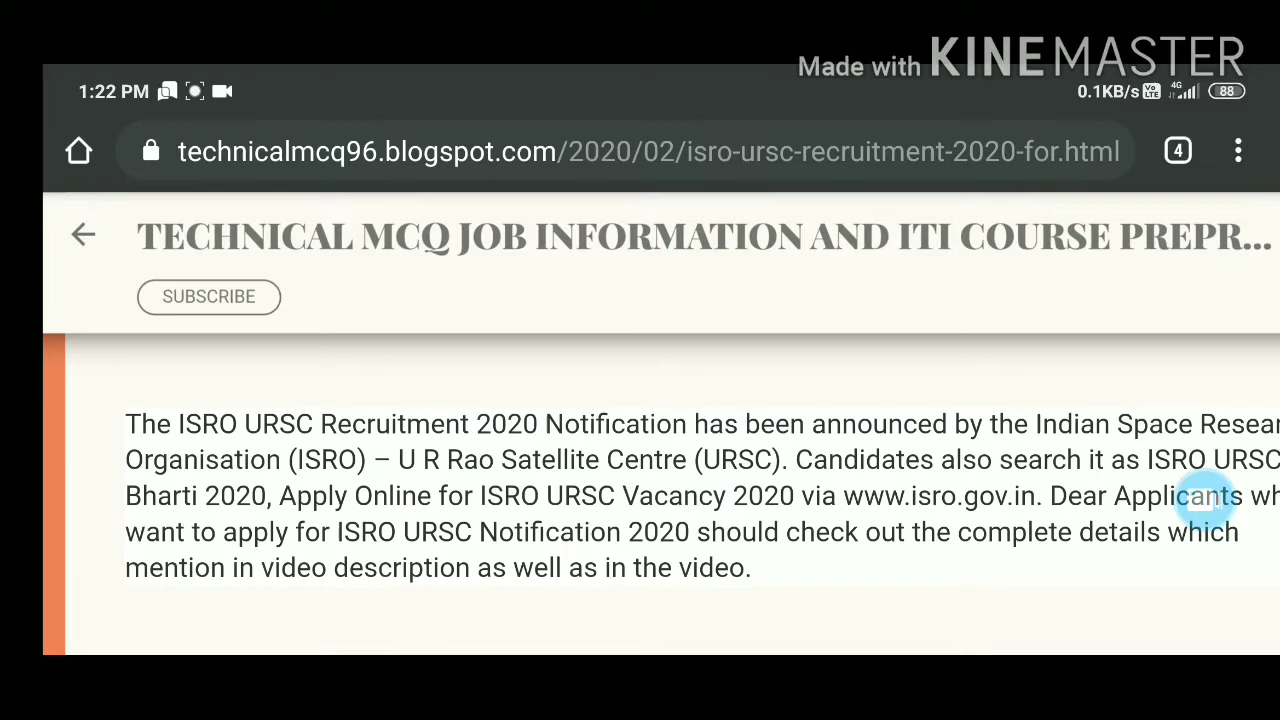 Made with KINEMASTER
1:22 PM 0.1KB/s VO LTE 4G 88
technicalmcq96.blogspot.com/2020/02/isro-ursc-recruitment-2020-for.html 4
TECHNICAL MCQ JOB INFORMATION AND ITI COURSE PREPR...
SUBSCRIBE
The ISRO URSC Recruitment 2020 Notification has been announced by the Indian Space Resear
Organisation (ISRO) – U R Rao Satellite Centre (URSC). Candidates also search it as ISRO URSC
Bharti 2020, Apply Online for ISRO URSC Vacancy 2020 via www.isro.gov.in. Dear Applicants wh
want to apply for ISRO URSC Notification 2020 should check out the complete details which
mention in video description as well as in the video.